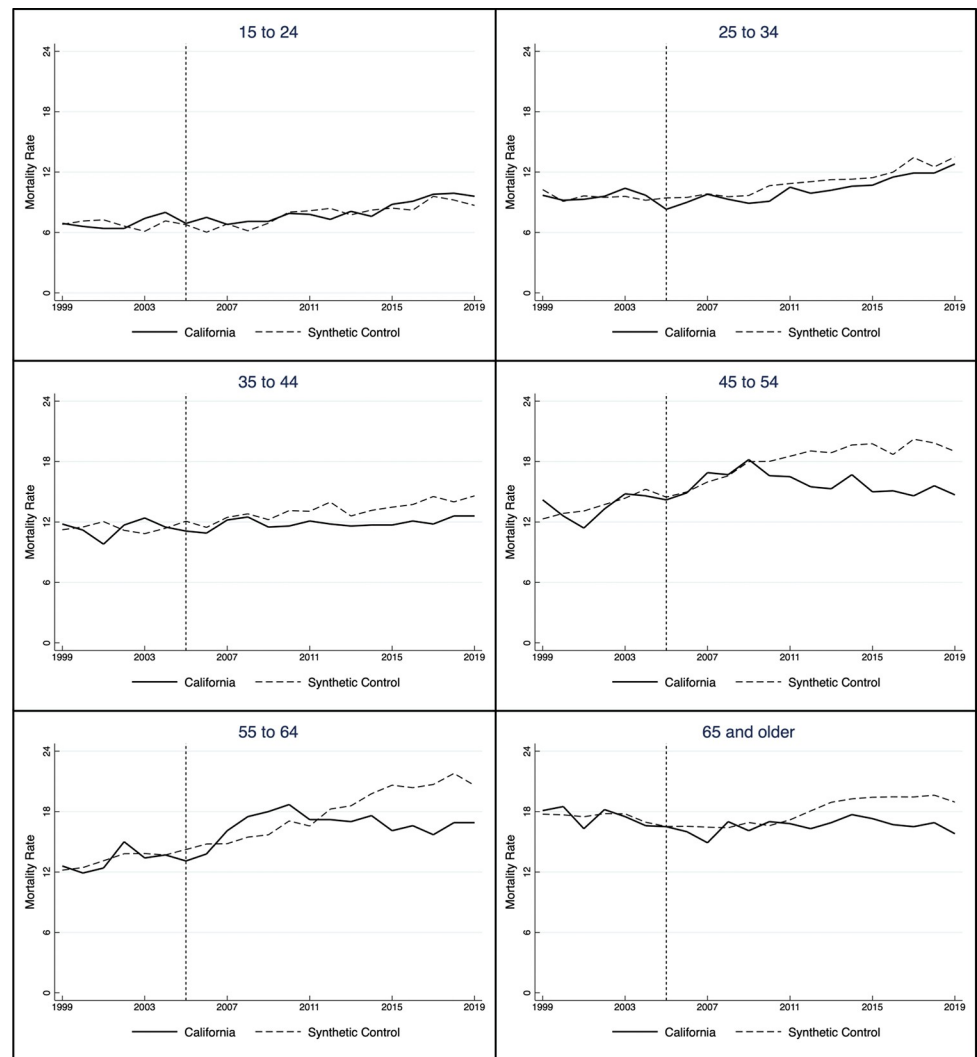 15 to 24
24
18
12
6
0
Mortality Rate
1999 2003 2007 2011 2015 2019
California Synthetic Control
25 to 34
24
18
12
6
0
Mortality Rate
1999 2003 2007 2011 2015 2019
California Synthetic Control
35 to 44
24
18
12
6
0
Mortality Rate
1999 2003 2007 2011 2015 2019
California Synthetic Control
45 to 54
24
18
12
6
0
Mortality Rate
1999 2003 2007 2011 2015 2019
California Synthetic Control
55 to 64
24
18
12
6
0
Mortality Rate
1999 2003 2007 2011 2015 2019
California Synthetic Control
65 and older
24
18
12
6
0
Mortality Rate
1999 2003 2007 2011 2015 2019
California Synthetic Control